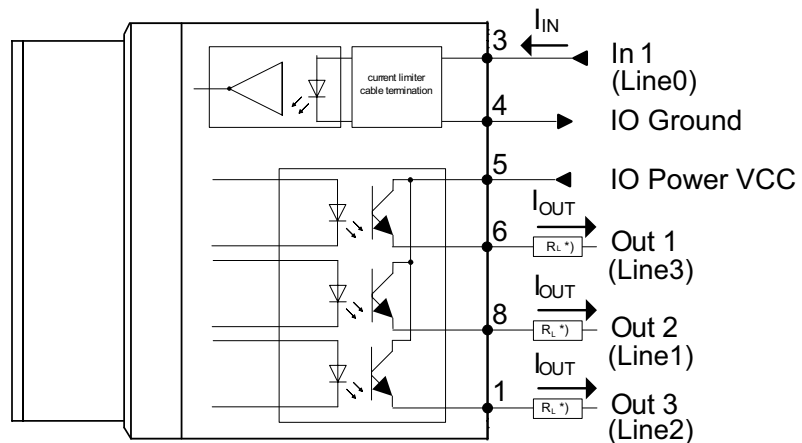 3 I_IN In 1
(Line0)
current limiter
cable termination
4 IO Ground
5 IO Power VCC
I_OUT
6 R_L *) Out 1
(Line3)
I_OUT
8 R_L *) Out 2
(Line1)
I_OUT
1 R_L *) Out 3
(Line2)